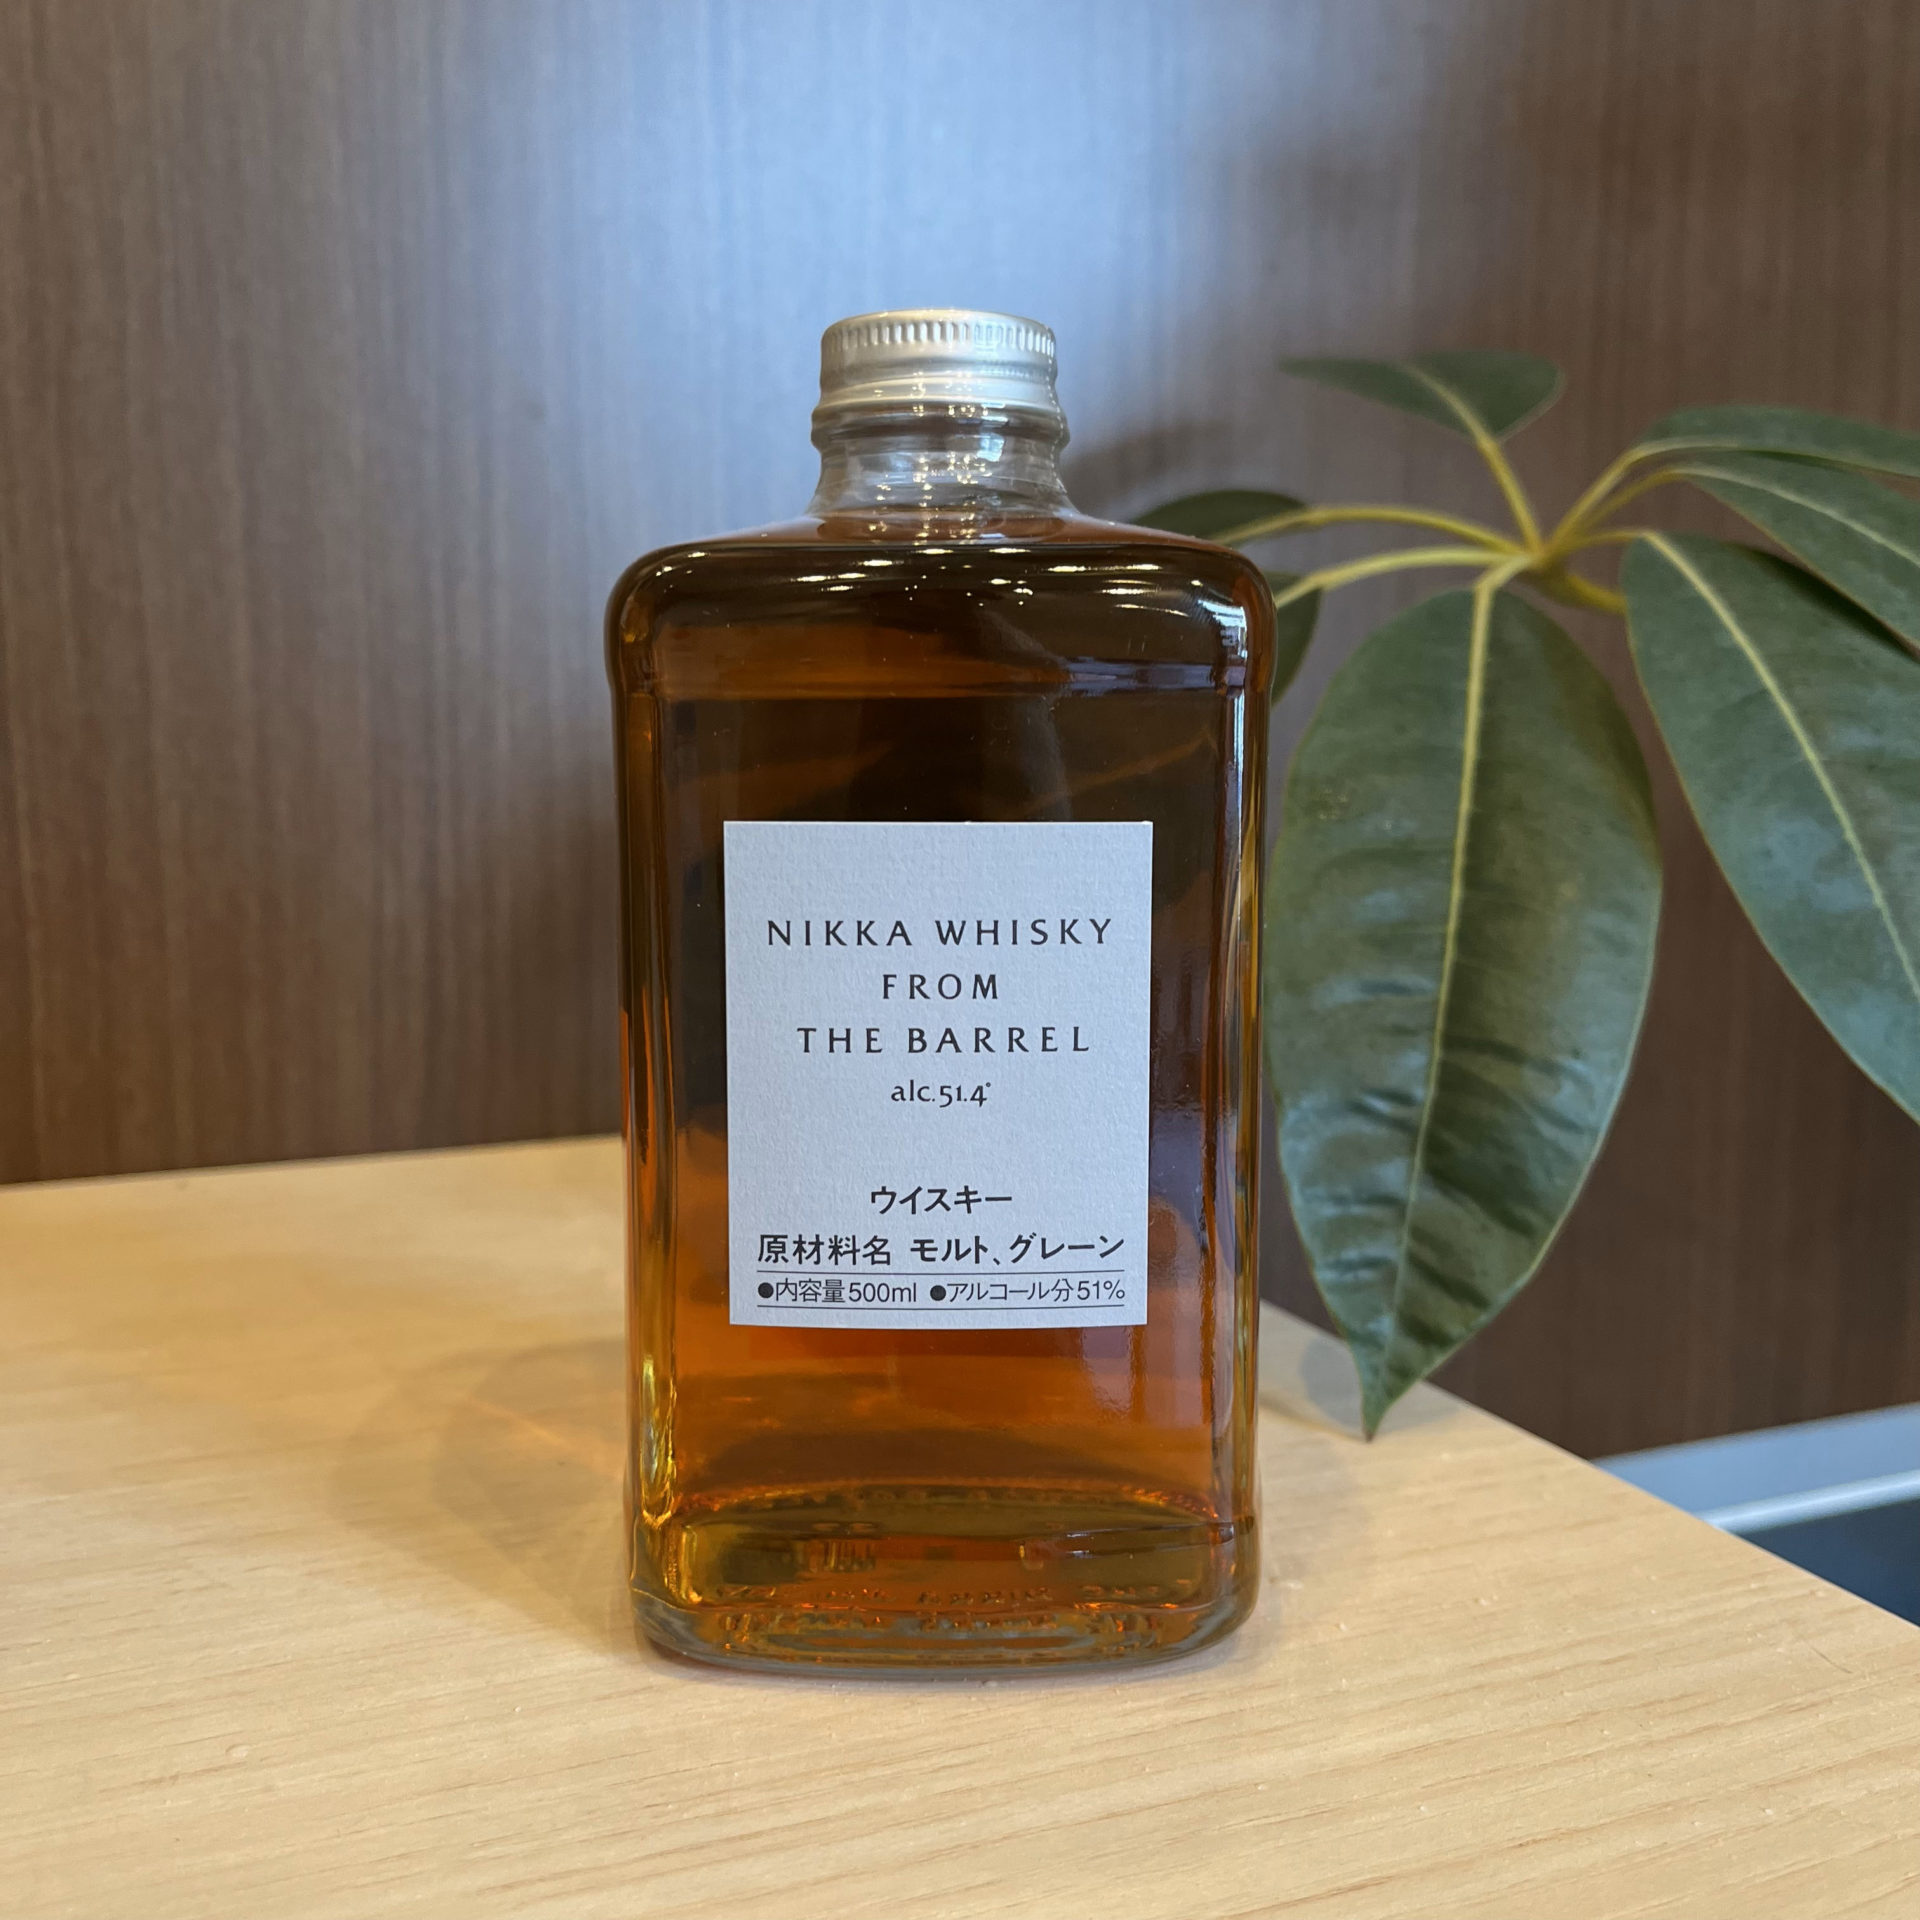 NIKKA WHISKY
FROM
THE BARREL
alc.51.4°
ウイスキー
原材料名 モルト、グレーン
●内容量500ml ●アルコール分51%